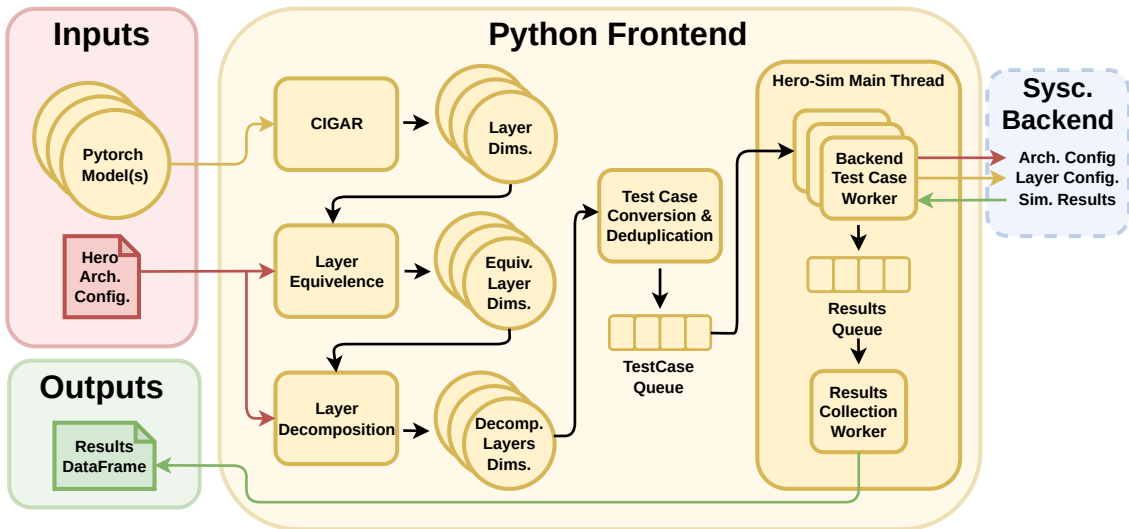 Inputs
Pytorch
Model(s)
Hero
Arch.
Config.
Outputs
Results
DataFrame
Python Frontend
CIGAR
Layer
Dims.
Layer
Equivelence
Equiv.
Layer
Dims.
Layer
Decomposition
Decomp.
Layers
Dims.
Test Case
Conversion &
Deduplication
TestCase
Queue
Hero-Sim Main Thread
Backend
Test Case
Worker
Results
Queue
Results
Collection
Worker
Sysc.
Backend
Arch. Config
Layer Config.
Sim. Results